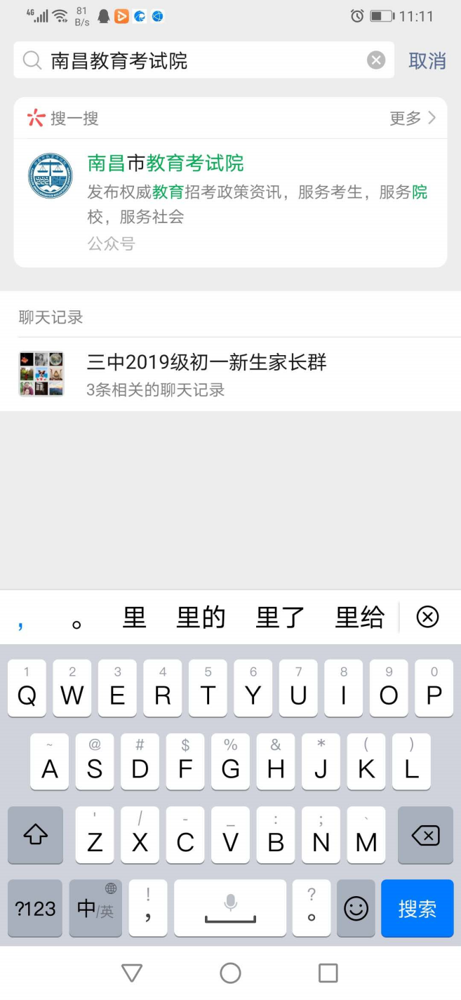 4G 81 B/s 11:11
南昌教育考试院 取消
搜一搜 更多
南昌市教育考试院
发布权威教育招考政策资讯，服务考生，服务院
校，服务社会
公众号
聊天记录
三中2019级初一新生家长群
3条相关的聊天记录
， 。 里 里的 里了 里给
1 2 3 4 5 6 7 8 9 0
Q W E R T Y U I O P
~ @ # $ % & * ( )
A S D F G H J K L
' / - _ : ; `
Z X C V B N M
! ?
?123 中/英 , 。 搜索